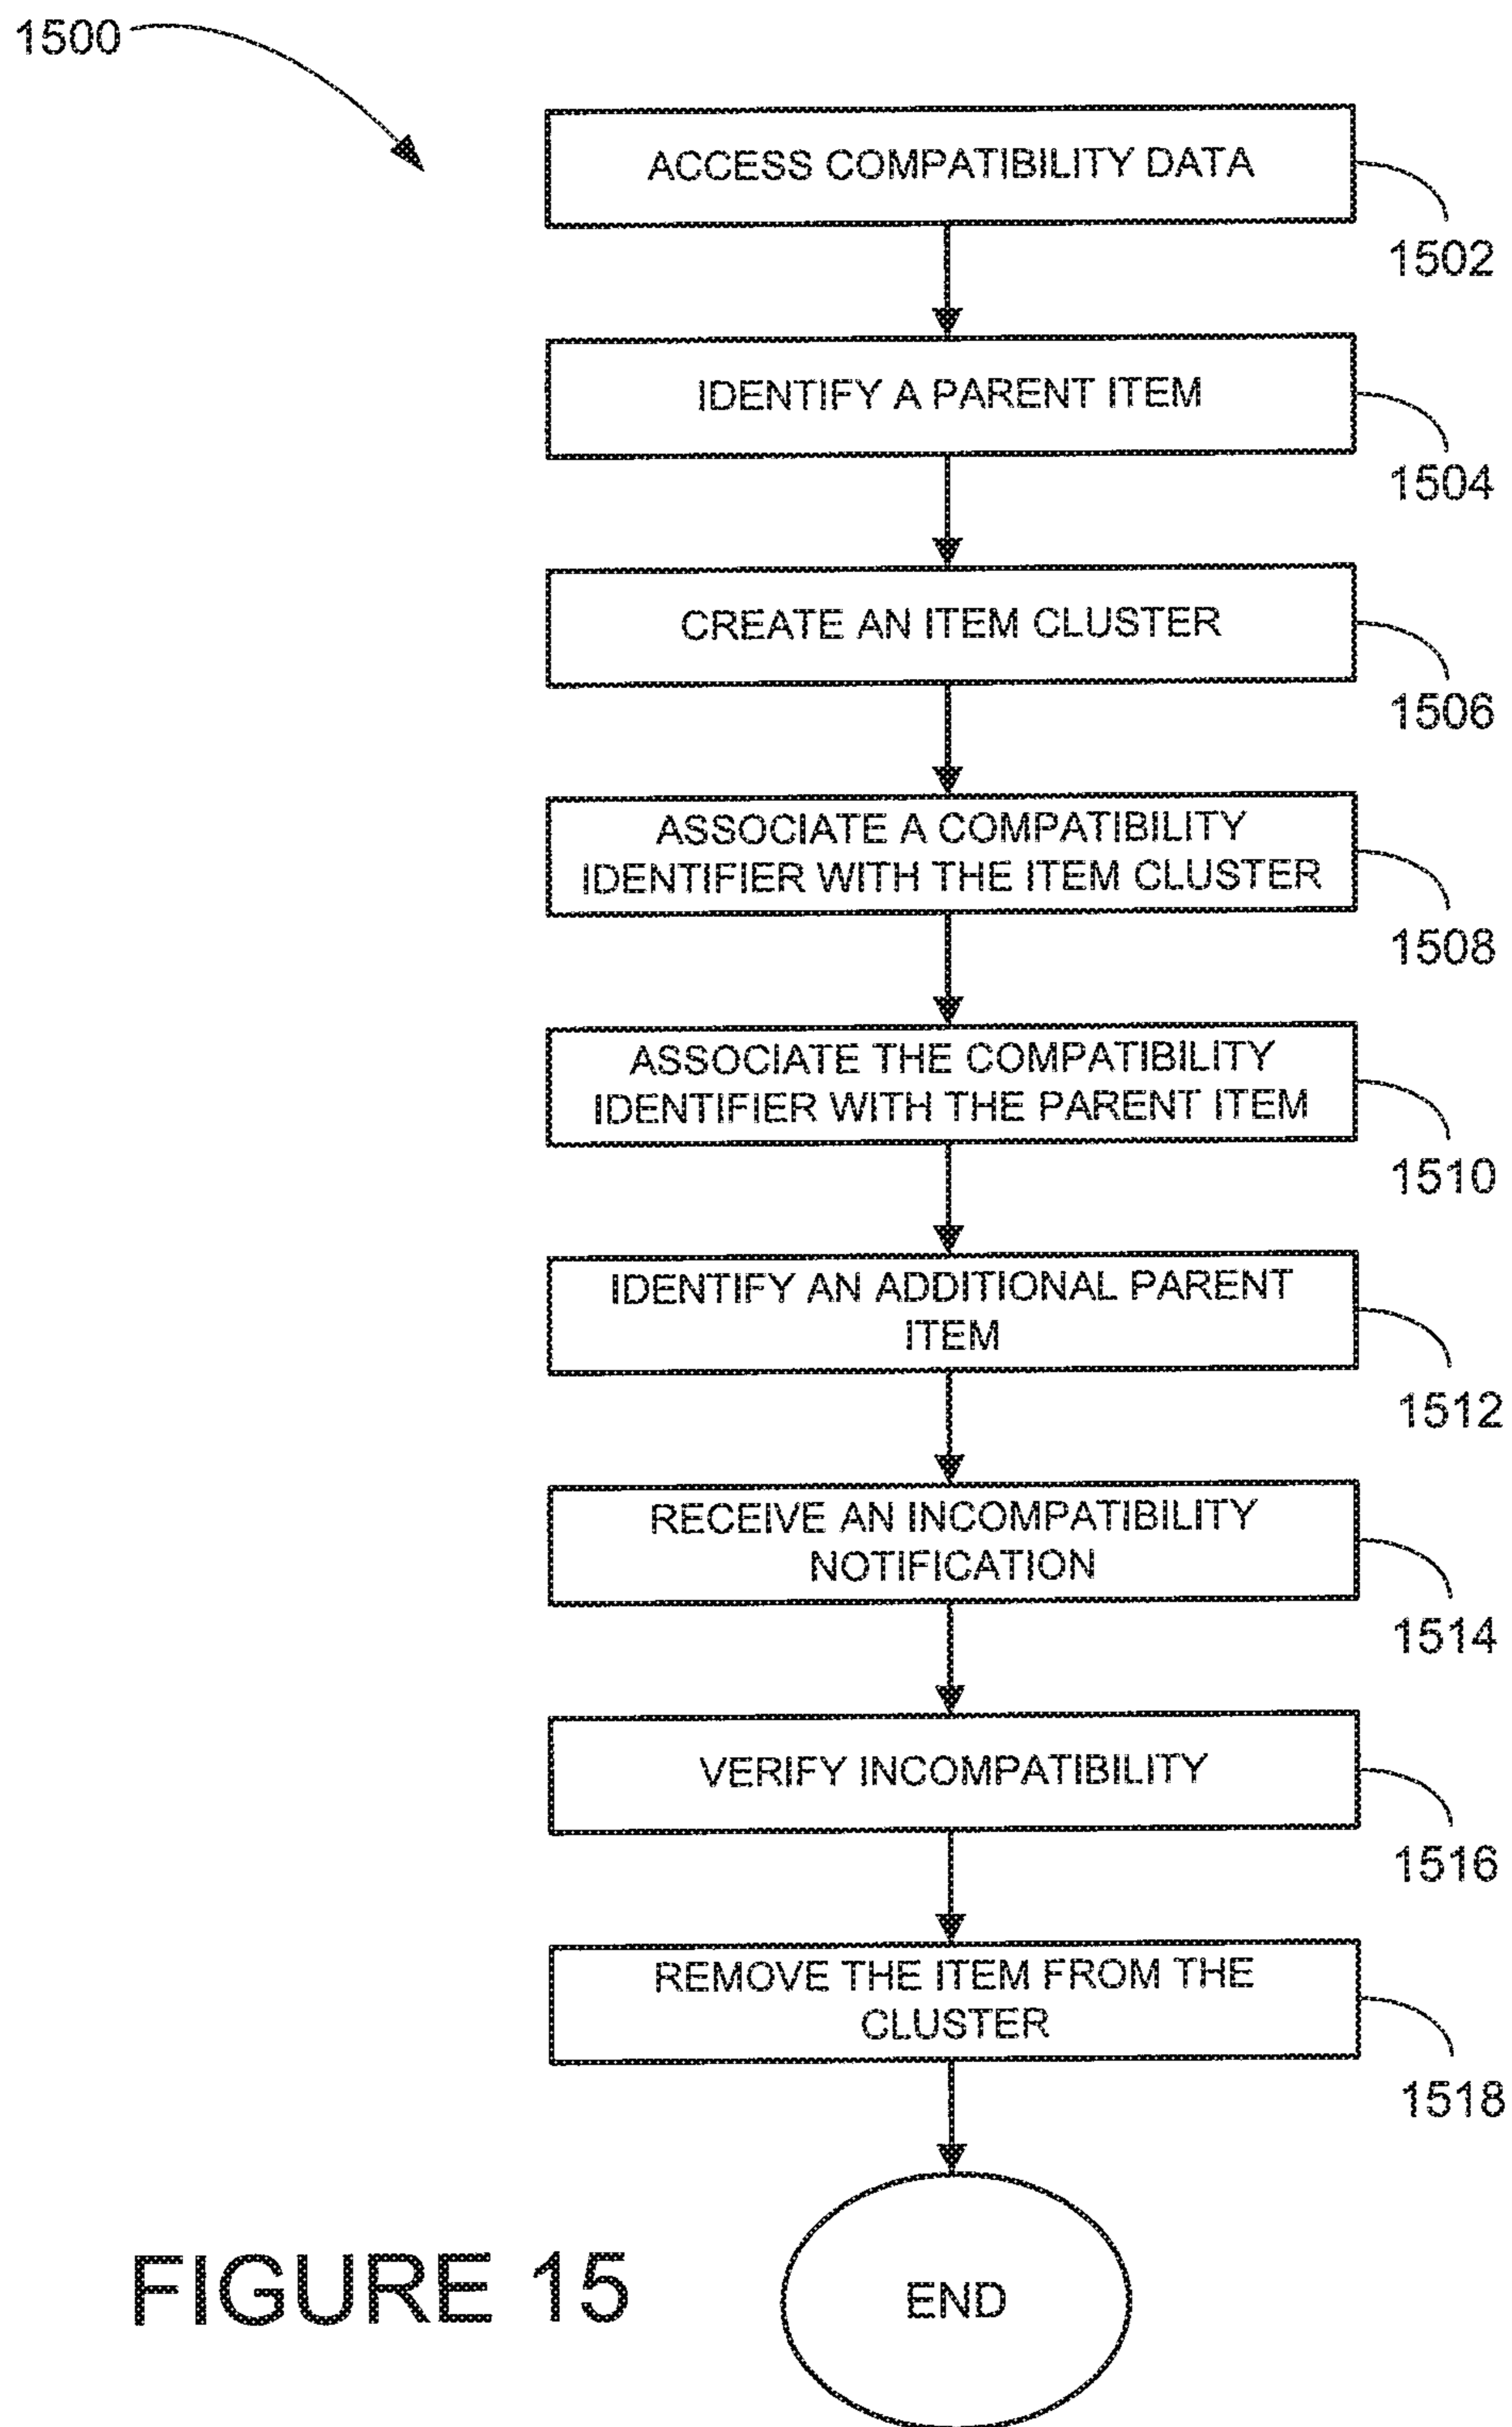 1500
ACCESS COMPATIBILITY DATA
1502
IDENTIFY A PARENT ITEM
1504
CREATE AN ITEM CLUSTER
1506
ASSOCIATE A COMPATIBILITY
IDENTIFIER WITH THE ITEM CLUSTER
1508
ASSOCIATE THE COMPATIBILITY
IDENTIFIER WITH THE PARENT ITEM
1510
IDENTIFY AN ADDITIONAL PARENT
ITEM
1512
RECEIVE AN INCOMPATIBILITY
NOTIFICATION
1514
VERIFY INCOMPATIBILITY
1516
REMOVE THE ITEM FROM THE
CLUSTER
1518
END
FIGURE 15